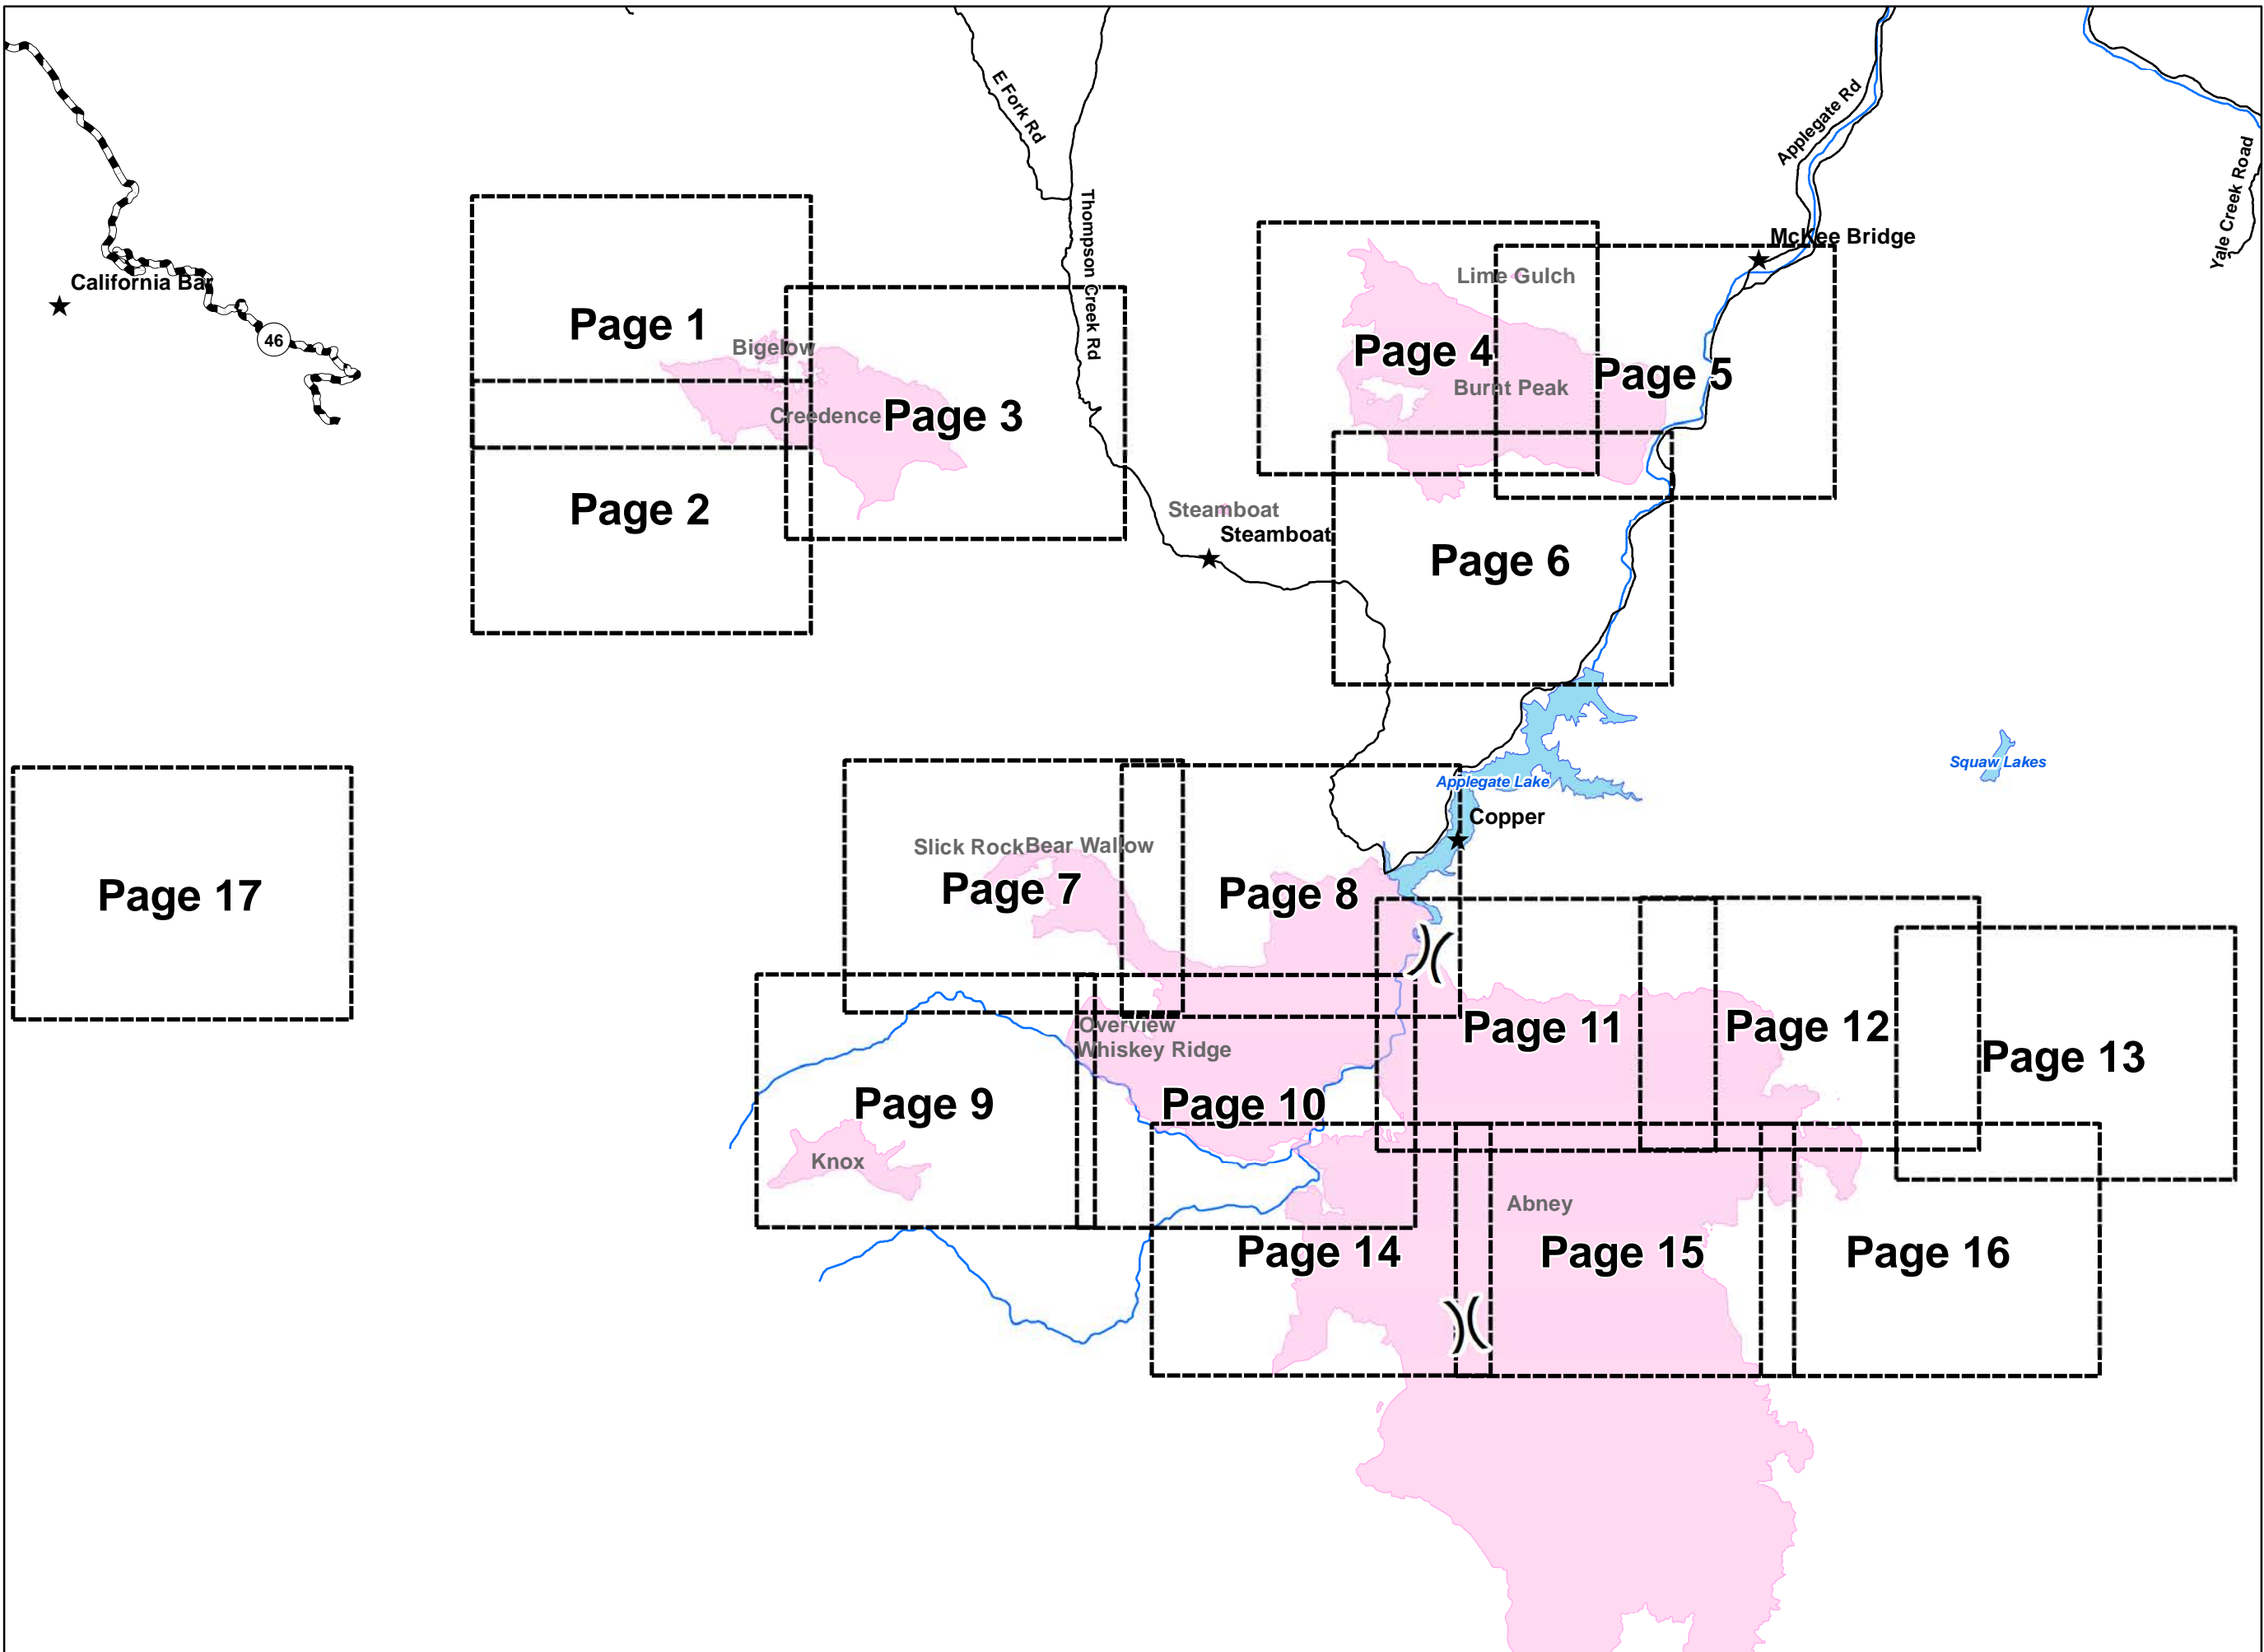 E Fork Rd
Applegate Rd
Yale Creek Road
Thompson Creek Rd
McKee Bridge
California Bar
46
Lime Gulch
Page 1
Bigelow
Page 4
Page 5
Burnt Peak
Creedence
Page 3
Page 2
Steamboat
Steamboat
Page 6
Squaw Lakes
Applegate Lake
Copper
Slick Rock
Bear Wallow
Page 7
Page 8
Page 17
Overview
Whiskey Ridge
Page 11
Page 12
Page 13
Page 9
Page 10
Knox
Abney
Page 14
Page 15
Page 16